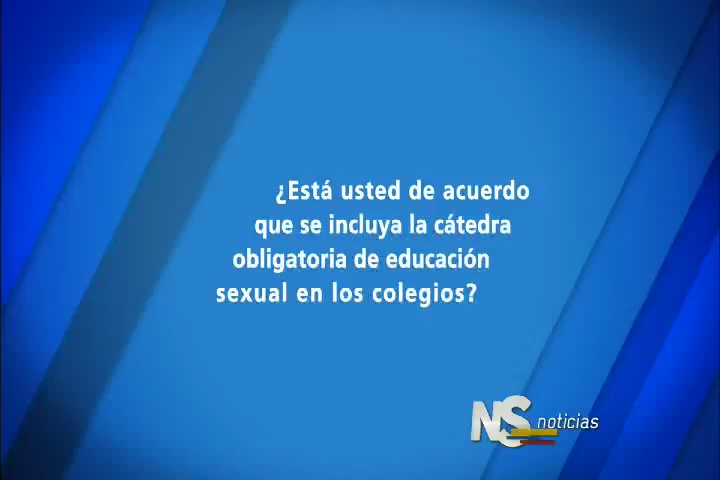 ¿Está usted de acuerdo
que se incluya la cátedra
obligatoria de educación
sexual en los colegios?
NS noticias